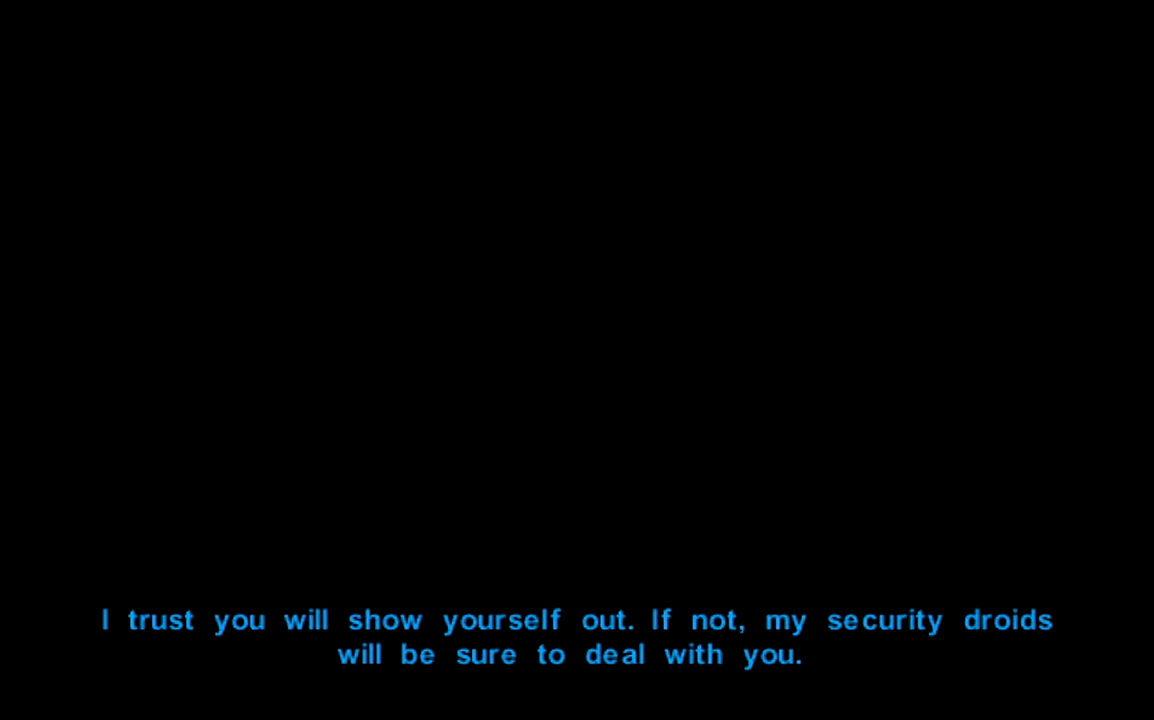 I trust you will show yourself out. If not, my security droids
will be sure to deal with you.